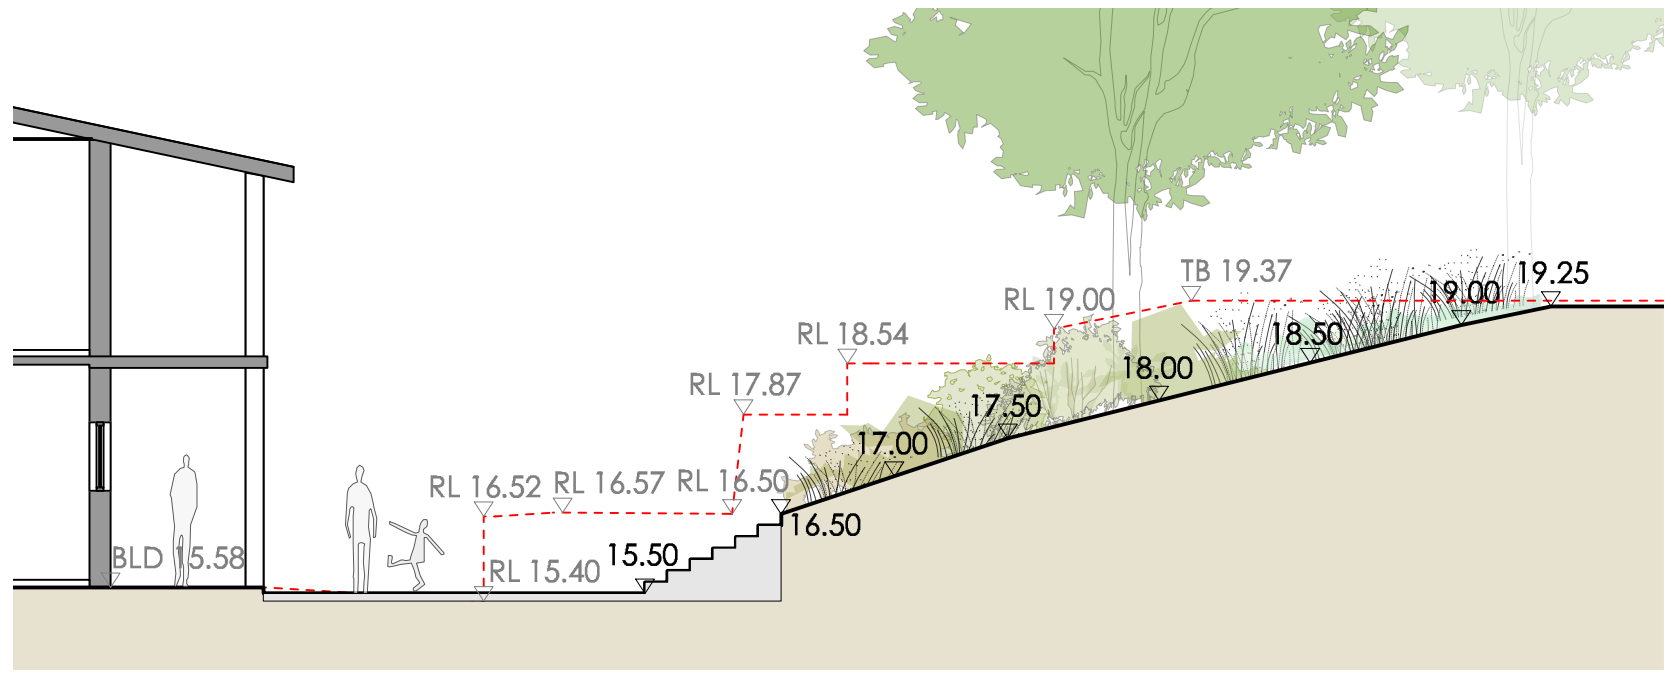 TB 19.37
19.25
RL 19.00
19.00
RL 18.54
18.50
18.00
RL 17.87
17.50
17.00
RL 16.52
RL 16.57
RL 16.50
16.50
15.50
BLD 15.58
RL 15.40